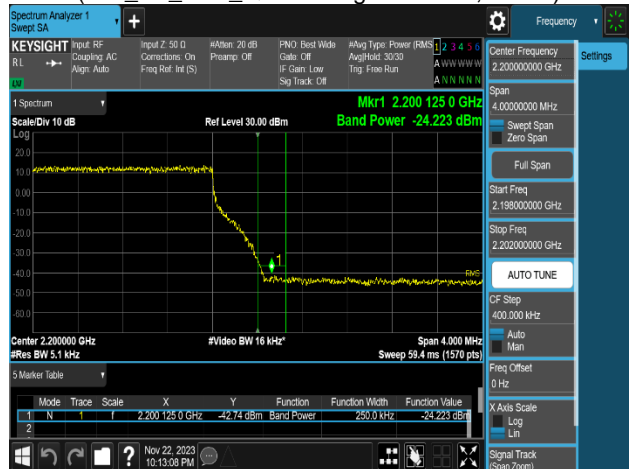 Spectrum Analyzer 1
Swept SA
Frequency
KEYSIGHT
Input: RF
Coupling: AC
Align: Auto
Input Z: 50 Ω
Corrections: On
Freq Ref: Int (S)
#Atten: 20 dB
Preamp: Off
PNO: Best Wide
Gate: Off
IF Gain: Low
Sig Track: Off
#Avg Type: Power (RMS
Avg|Hold: 30/30
Trig: Free Run
1 2 3 4 5 6
A W W W W W
A N N N N N
R L
LXI
1 Spectrum
Scale/Div 10 dB
Ref Level 30.00 dBm
Mkr1 2.200 125 0 GHz
Band Power -24.223 dBm
Log
20.0
10.0
0.00
-10.0
-20.0
-30.0
-40.0
-50.0
-60.0
1
RMS
Center 2.200000 GHz
#Video BW 16 kHz*
Span 4.000 MHz
#Res BW 5.1 kHz
Sweep 59.4 ms (1570 pts)
5 Marker Table
Mode Trace Scale X Y Function Function Width Function Value
1 N 1 f 2.200 125 0 GHz -42.74 dBm Band Power 250.0 kHz -24.223 dBm
2
Nov 22, 2023
10:13:08 PM
Settings
Center Frequency
2.200000000 GHz
Span
4.00000000 MHz
Swept Span
Zero Span
Full Span
Start Freq
2.198000000 GHz
Stop Freq
2.202000000 GHz
AUTO TUNE
CF Step
400.000 kHz
Auto
Man
Freq Offset
0 Hz
X Axis Scale
Log
Lin
Signal Track
(Span Zoom)